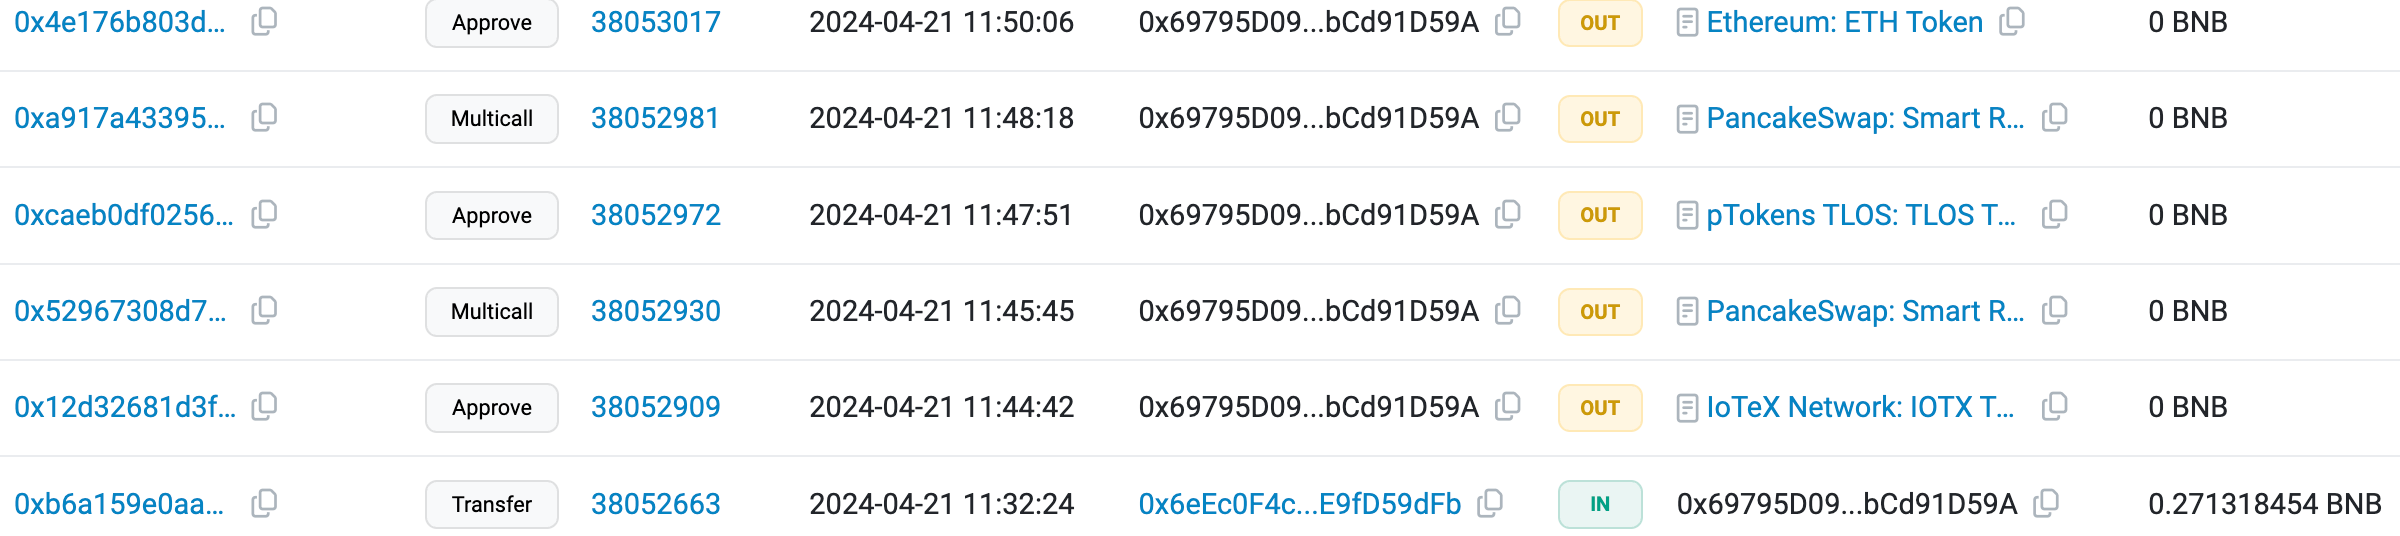 0x4e176b803d... Approve 38053017 2024-04-21 11:50:06 0x69795D09...bCd91D59A OUT Ethereum: ETH Token 0 BNB
0xa917a43395... Multicall 38052981 2024-04-21 11:48:18 0x69795D09...bCd91D59A OUT PancakeSwap: Smart R... 0 BNB
0xcaeb0df0256... Approve 38052972 2024-04-21 11:47:51 0x69795D09...bCd91D59A OUT pTokens TLOS: TLOS T... 0 BNB
0x52967308d7... Multicall 38052930 2024-04-21 11:45:45 0x69795D09...bCd91D59A OUT PancakeSwap: Smart R... 0 BNB
0x12d32681d3f... Approve 38052909 2024-04-21 11:44:42 0x69795D09...bCd91D59A OUT IoTeX Network: IOTX T... 0 BNB
0xb6a159e0aa... Transfer 38052663 2024-04-21 11:32:24 0x6eEc0F4c...E9fD59dFb IN 0x69795D09...bCd91D59A 0.271318454 BNB